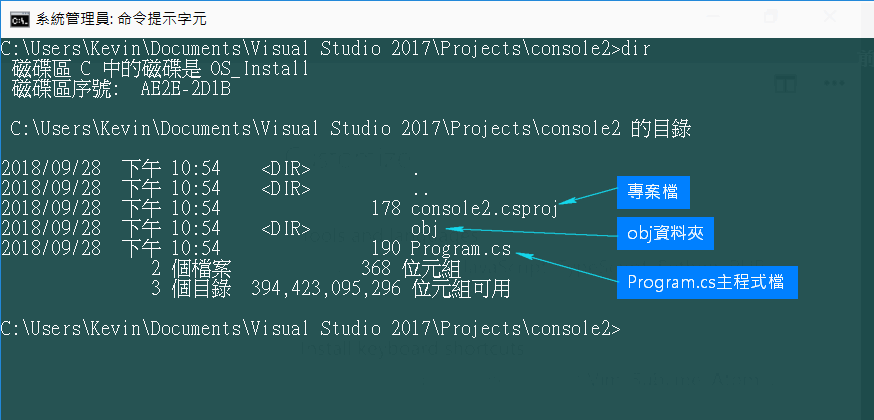 系統管理員: 命令提示字元
C:\Users\Kevin\Documents\Visual Studio 2017\Projects\console2>dir
磁碟區 C 中的磁碟是 OS_Install
磁碟區序號:  AE2E-2D1B
C:\Users\Kevin\Documents\Visual Studio 2017\Projects\console2 的目錄
2018/09/28  下午 10:54    <DIR>          .
2018/09/28  下午 10:54    <DIR>          ..
2018/09/28  下午 10:54               178 console2.csproj
專案檔
2018/09/28  下午 10:54    <DIR>          obj
obj資料夾
2018/09/28  下午 10:54               190 Program.cs
2 個檔案             368 位元組
Program.cs主程式檔
3 個目錄  394,423,095,296 位元組可用
C:\Users\Kevin\Documents\Visual Studio 2017\Projects\console2>